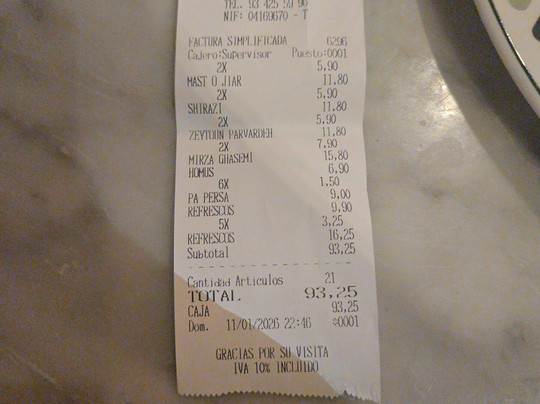 TEL. 93 425 59 96
NIF: 04169670 - T
FACTURA SIMPLIFICADA 6296
Cajero:Supervisor Puesto:0001
2X 5,90
MAST O JIAR 11,80
2X 5,90
SHIRAZI 11,80
2X 5,90
ZEYTOUN PARVARDEH 11,80
2X 7,90
MIRZA GHASEMI 15,80
HOMUS 6,90
6X 1,50
PA PERSA 9,00
REFRESCOS 9,90
5X 3,25
REFRESCOS 16,25
Subtotal 93,25
Cantidad Articulos 21
TOTAL 93,25
CAJA 93,25
Dom. 11/01/2026 22:46 #0001
GRACIAS POR SU VISITA
IVA 10% INCLUIDO